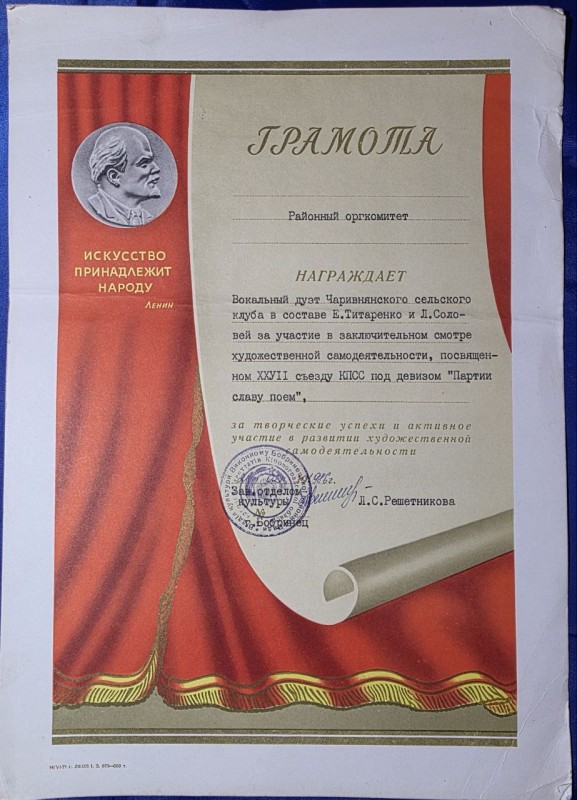 ГРАМОТА
Районный оргкомитет
ИСКУССТВО
ПРИНАДЛЕЖИТ
НАРОДУ
Ленин
НАГРАЖДАЕТ
Вокальный дуэт Чаривнянского сельского
клуба в составе Е.Титаренко и Л.Соло-
вей за участие в заключительном смотре
художественной самодеятельности, посвящен-
ном ХХУІІ съезду КПСС под девизом "Партии
славу поем",
за творческие успехи и активное
участие в развитии художественной
самодеятельности
Зав.отделом
культуры
Л.С.Решетникова
г.Бобринец